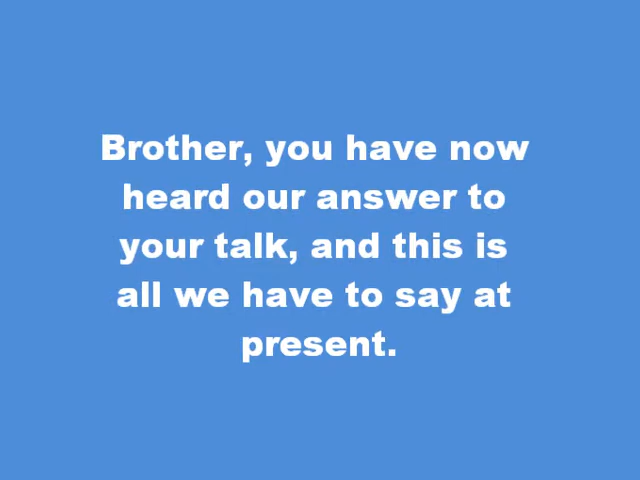 Brother, you have now
heard our answer to
your talk, and this is
all we have to say at
present.